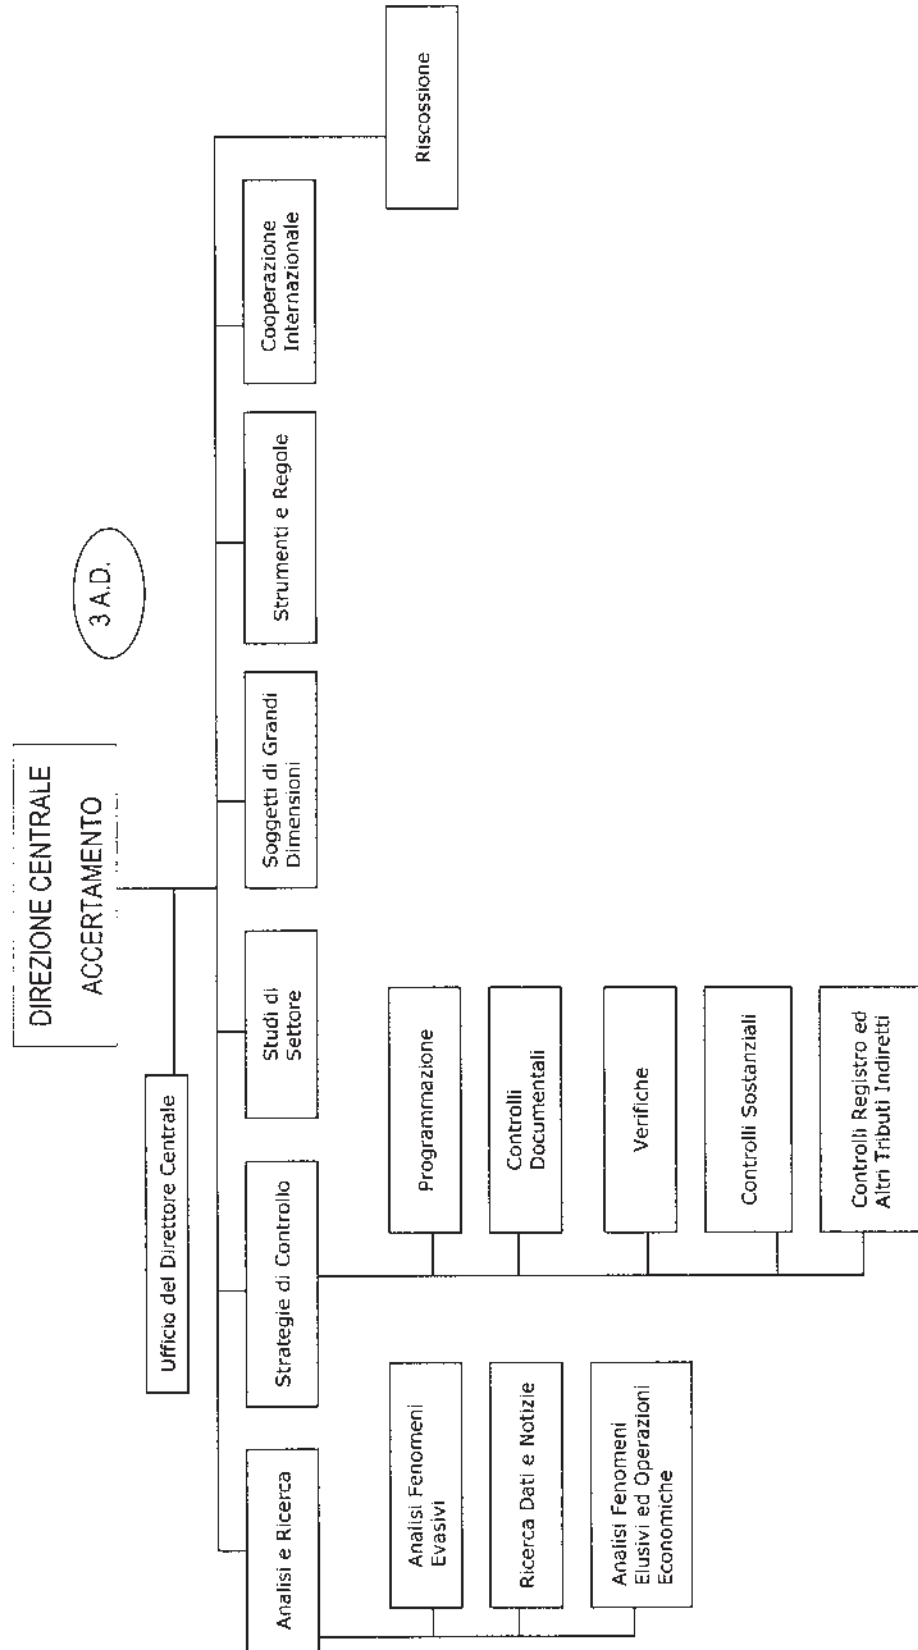 DIREZIONE CENTRALE
ACCERTAMENTO
3 A.D.
Ufficio del Direttore Centrale
Analisi e Ricerca
Strategie di Controllo
Studi di
Settore
Soggetti di Grandi
Dimensioni
Strumenti e Regole
Cooperazione
Internazionale
Riscossione
Analisi Fenomeni
Evasivi
Ricerca Dati e Notizie
Analisi Fenomeni
Elusivi ed Operazioni
Economiche
Programmazione
Controlli
Documentali
Verifiche
Controlli Sostanziali
Controlli Registro ed
Altri Tributi Indiretti